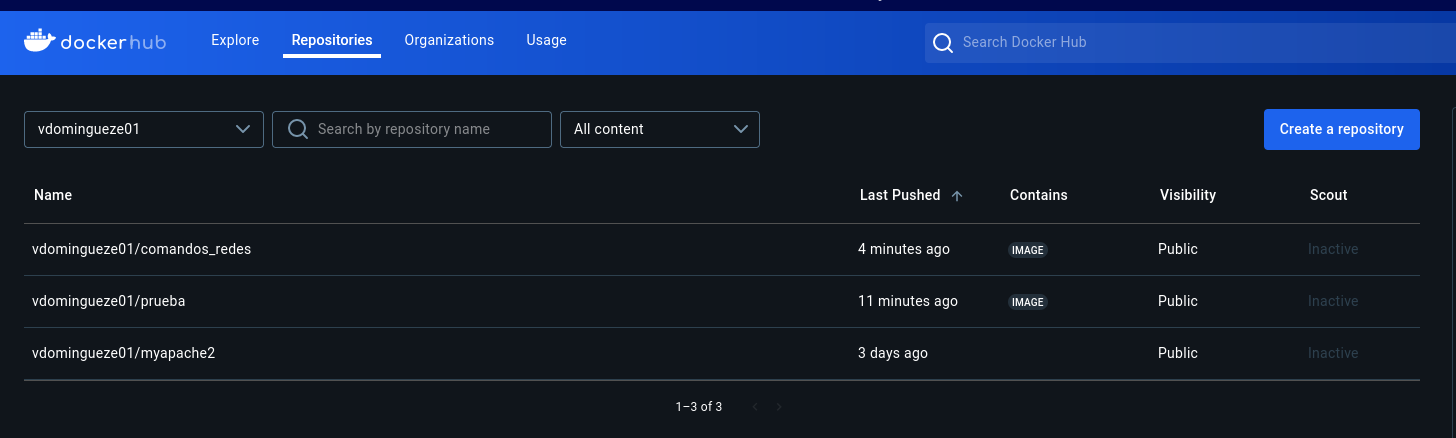 dockerhub Explore Repositories Organizations Usage Search Docker Hub
vdomingueze01 Search by repository name All content Create a repository
Name Last Pushed Contains Visibility Scout
vdomingueze01/comandos_redes 4 minutes ago IMAGE Public Inactive
vdomingueze01/prueba 11 minutes ago IMAGE Public Inactive
vdomingueze01/myapache2 3 days ago Public Inactive
1–3 of 3